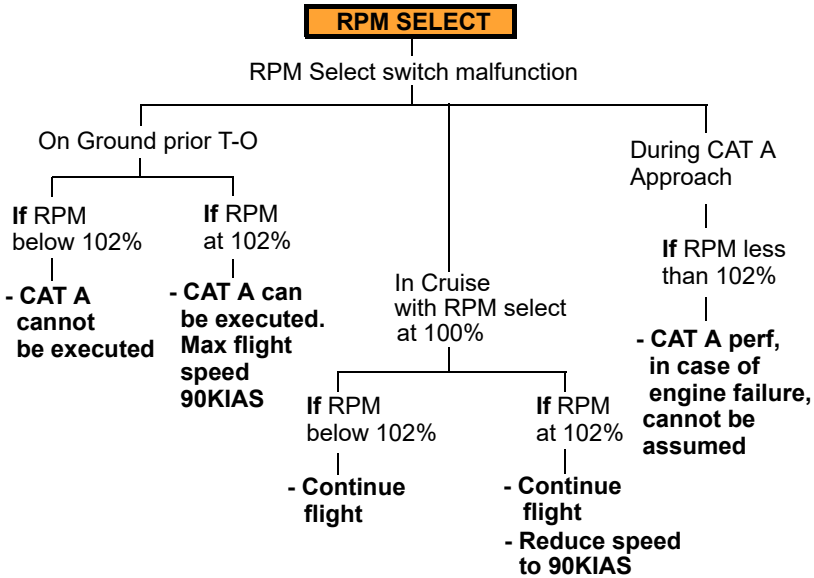 RPM SELECT
RPM Select switch malfunction
On Ground prior T-O
If RPM
below 102%
- CAT A
cannot
be executed
If RPM
at 102%
- CAT A can
be executed.
Max flight
speed
90KIAS
In Cruise
with RPM select
at 100%
If RPM
below 102%
- Continue
flight
If RPM
at 102%
- Continue
flight
- Reduce speed
to 90KIAS
During CAT A
Approach
If RPM less
than 102%
- CAT A perf,
in case of
engine failure,
cannot be
assumed